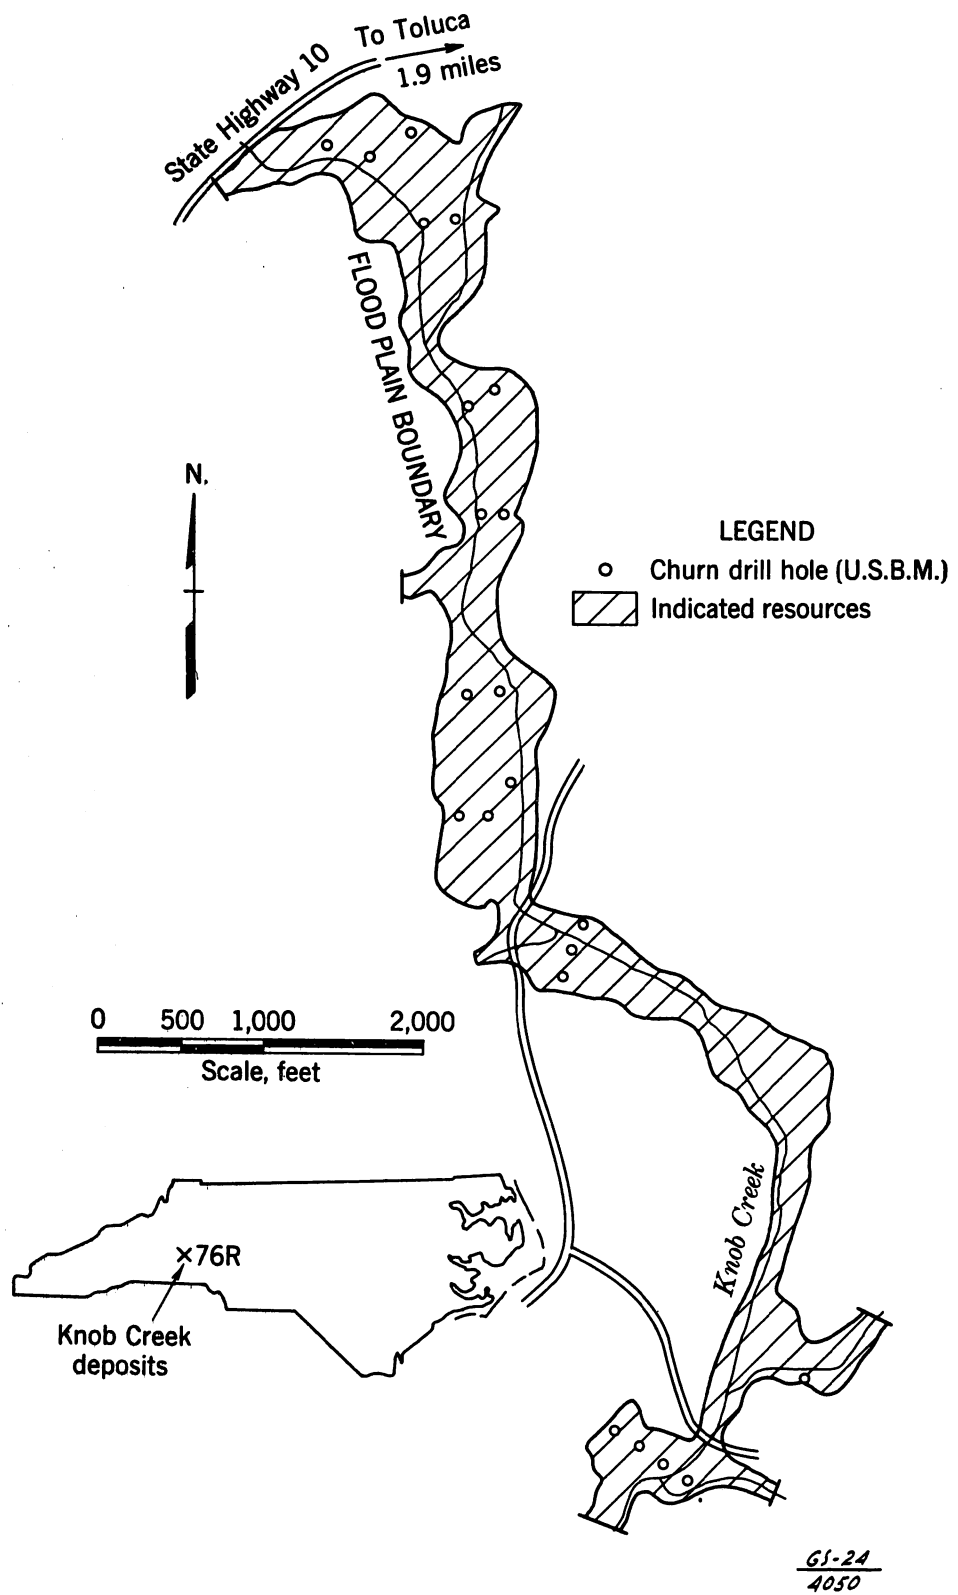 To Toluca
1.9 miles
State Highway 10
FLOOD PLAIN BOUNDARY
N.
LEGEND
Churn drill hole (U.S.B.M.)
Indicated resources
0 500 1,000 2,000
Scale, feet
Knob Creek
×76R
Knob Creek
deposits
GS-24
4050